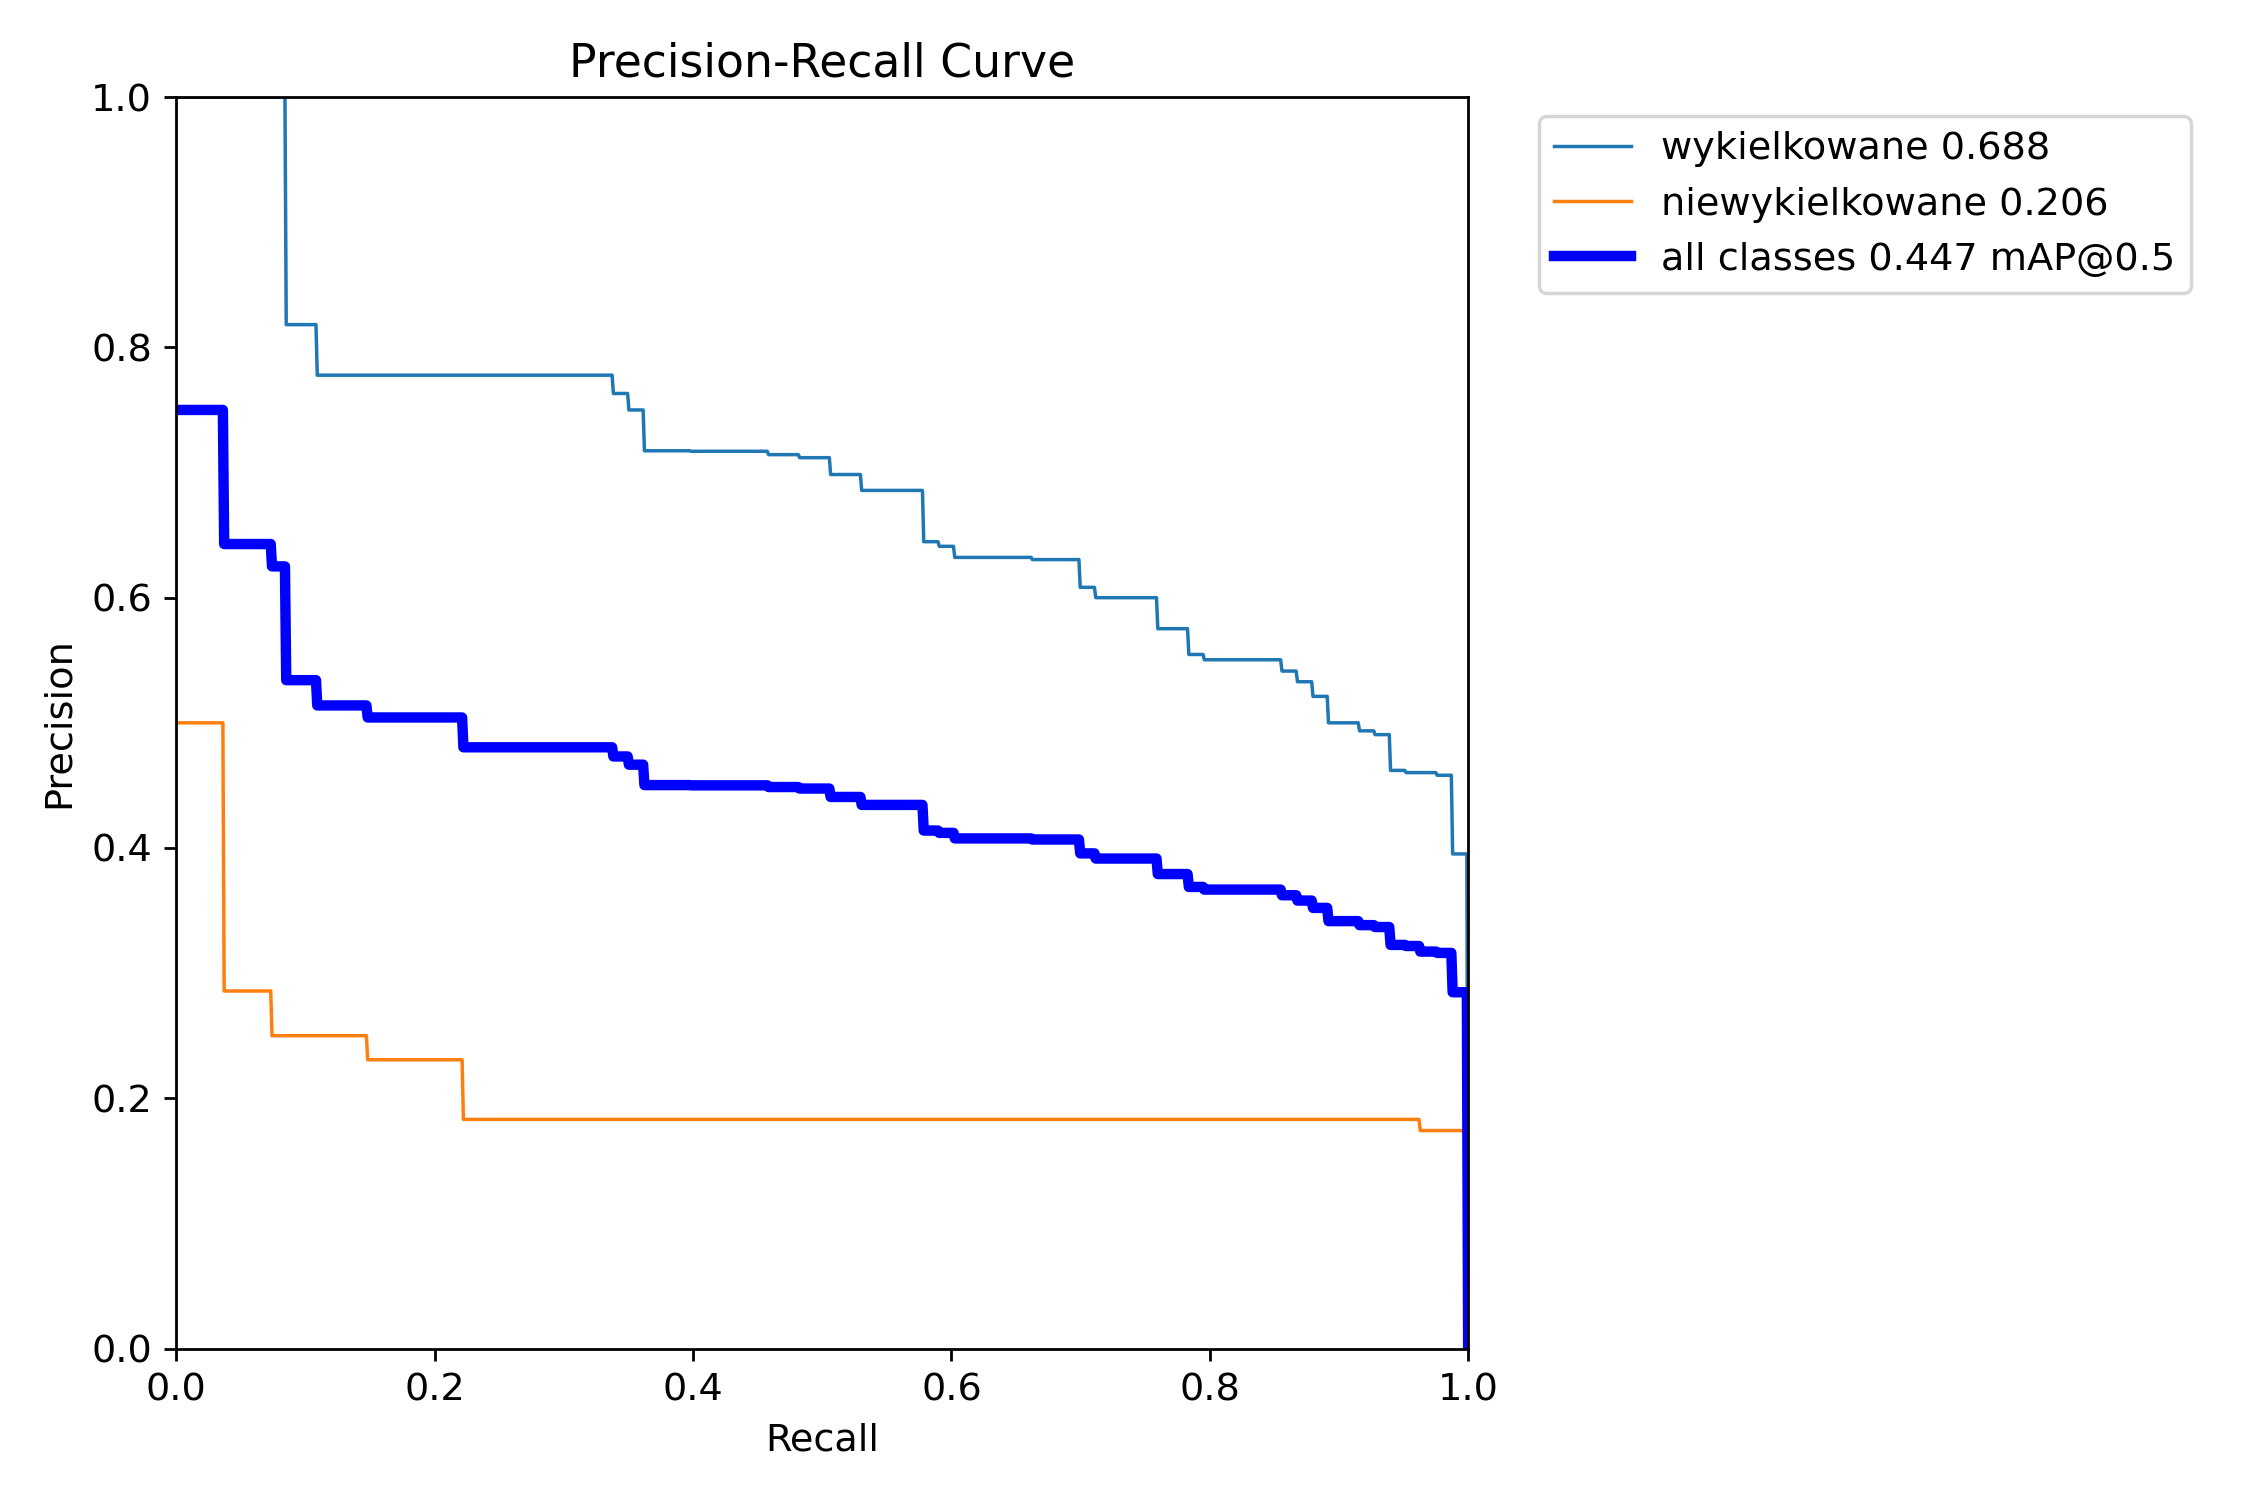 Precision-Recall Curve
wykielkowane 0.688
niewykielkowane 0.206
all classes 0.447 mAP@0.5
Precision
1.0
0.8
0.6
0.4
0.2
0.0
0.0 0.2 0.4 0.6 0.8 1.0
Recall